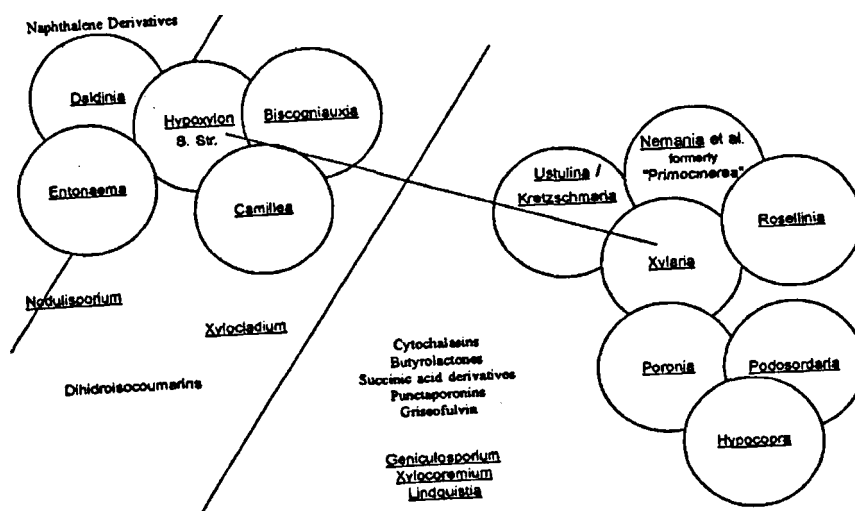 Naphthalene Derivatives
Daldinia
Hypoxylon
S. Str.
Biscogniauxia
Entonaema
Camillea
Nodulisporium
Xylocladium
Dihidroisocoumarins
Ustulina /
Kretzschmaria
Nemania et al.
formerly
"Primocinerea"
Rosellinia
Xylaria
Poronia
Podosordaria
Hypocopra
Cytochalasins
Butyrolactones
Succinic acid derivatives
Punctaporonins
Griseofulvin
Geniculosporium
Xylocoremium
Lindquistia